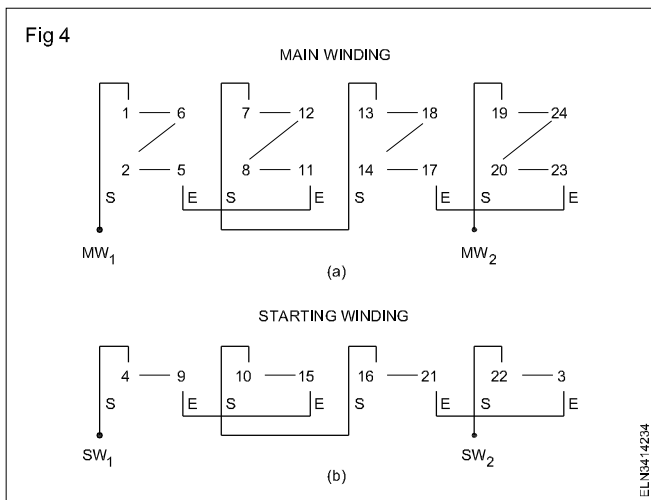 Fig 4
MAIN WINDING
1 6 7 12 13 18 19 24
2 5 8 11 14 17 20 23
S E S E S E S E
MW1 MW2
(a)
STARTING WINDING
4 9 10 15 16 21 22 3
S E S E S E S E
SW1 SW2
(b)
ELN3414234